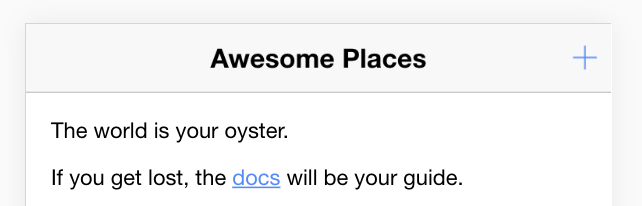 Awesome Places
The world is your oyster.
If you get lost, the docs will be your guide.